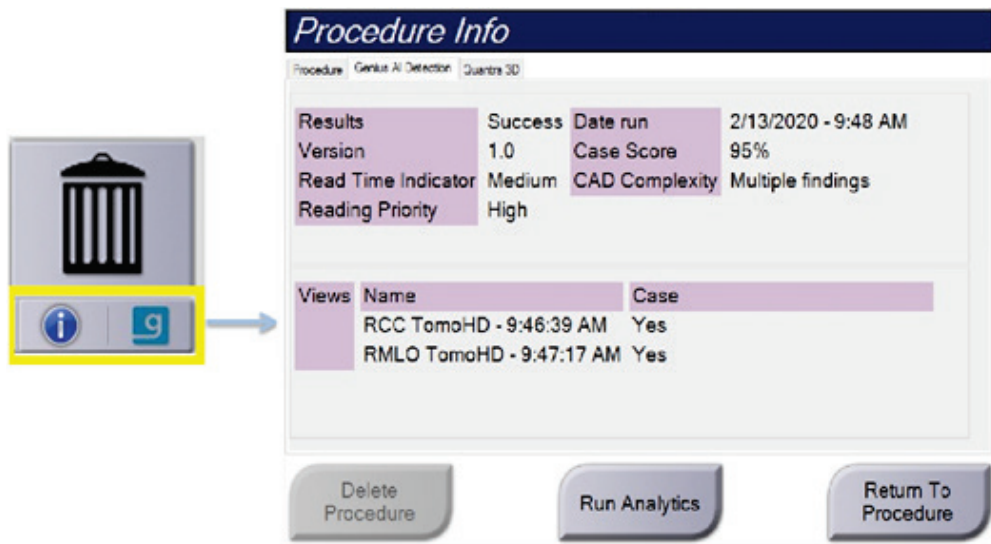 Procedure Info
Procedure Genius AI Detection Quantra 3D
Results Success Date run 2/13/2020 - 9:48 AM
Version 1.0 Case Score 95%
Read Time Indicator Medium CAD Complexity Multiple findings
Reading Priority High
i g
Views Name Case
RCC TomoHD - 9:46:39 AM Yes
RMLO TomoHD - 9:47:17 AM Yes
Delete
Procedure
Run Analytics
Return To
Procedure